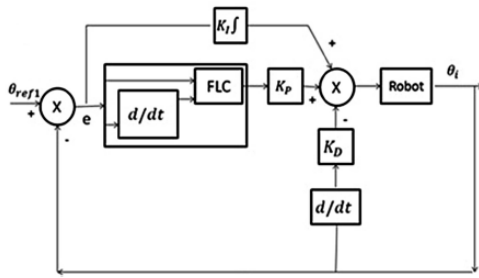 K_I∫
+
θ_ref1
+
X
-
e
d/dt
FLC
K_P
+
X
-
Robot
θ_i
K_D
d/dt